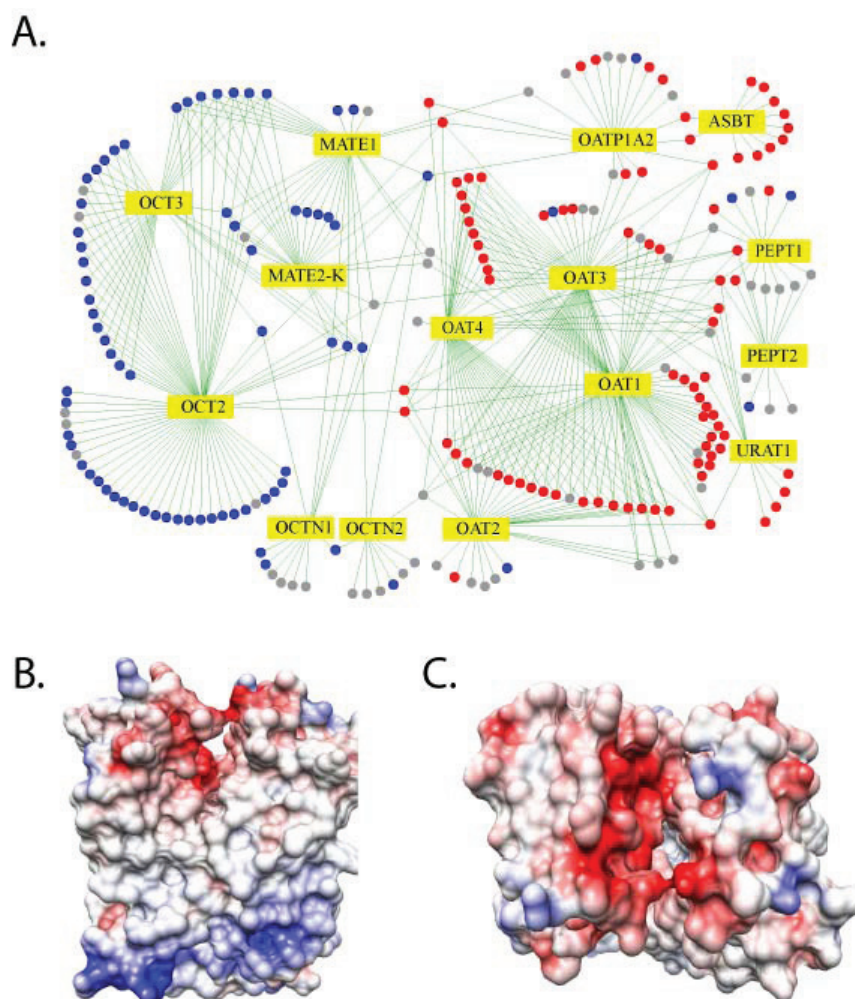 A.
MATE1
OATP1A2
ASBT
OCT3
MATE2-K
OAT3
PEPT1
OAT4
PEPT2
OCT2
OAT1
URAT1
OCTN1
OCTN2
OAT2
B.
C.